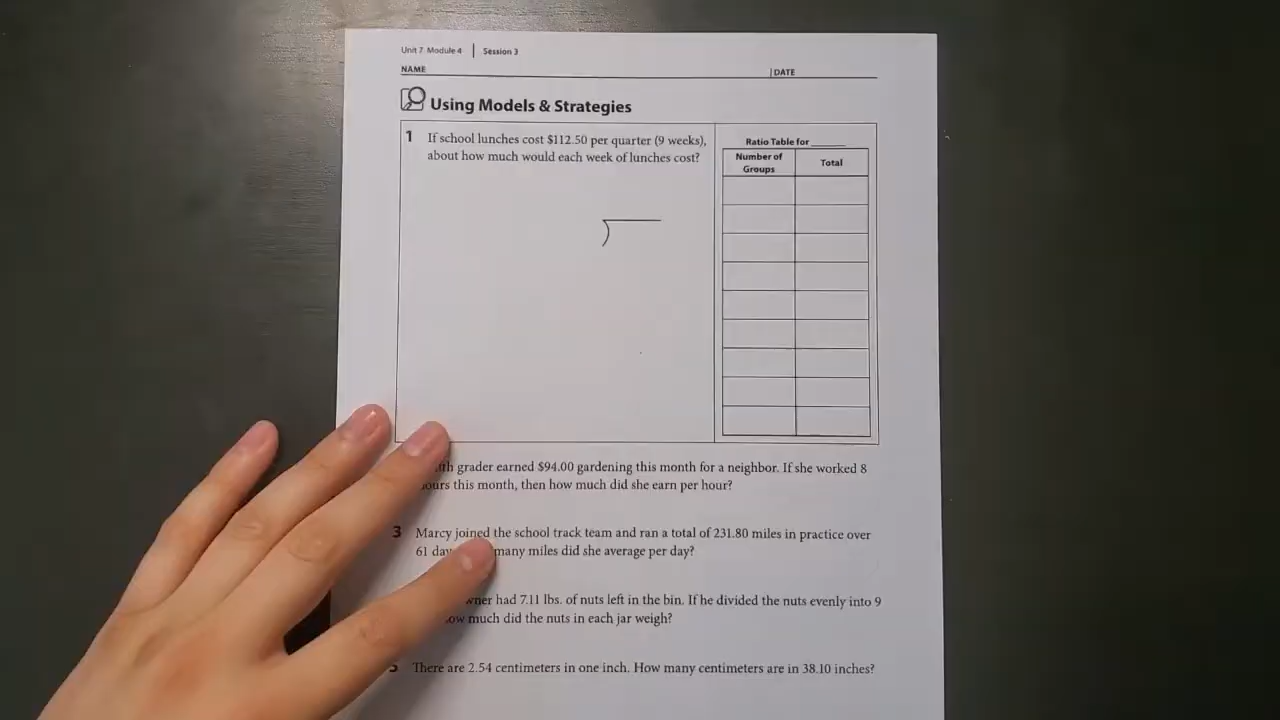 Unit 7 Module 4 | Session 3
NAME | DATE
Using Models & Strategies
1 If school lunches cost $112.50 per quarter (9 weeks),
about how much would each week of lunches cost?
Ratio Table for ______
Number of
Groups
Total
grader earned $94.00 gardening this month for a neighbor. If she worked 8
this month, then how much did she earn per hour?
3 Marcy joined the school track team and ran a total of 231.80 miles in practice over
61 many miles did she average per day?
had 7.11 lbs. of nuts left in the bin. If he divided the nuts evenly into 9
much did the nuts in each jar weigh?
There are 2.54 centimeters in one inch. How many centimeters are in 38.10 inches?